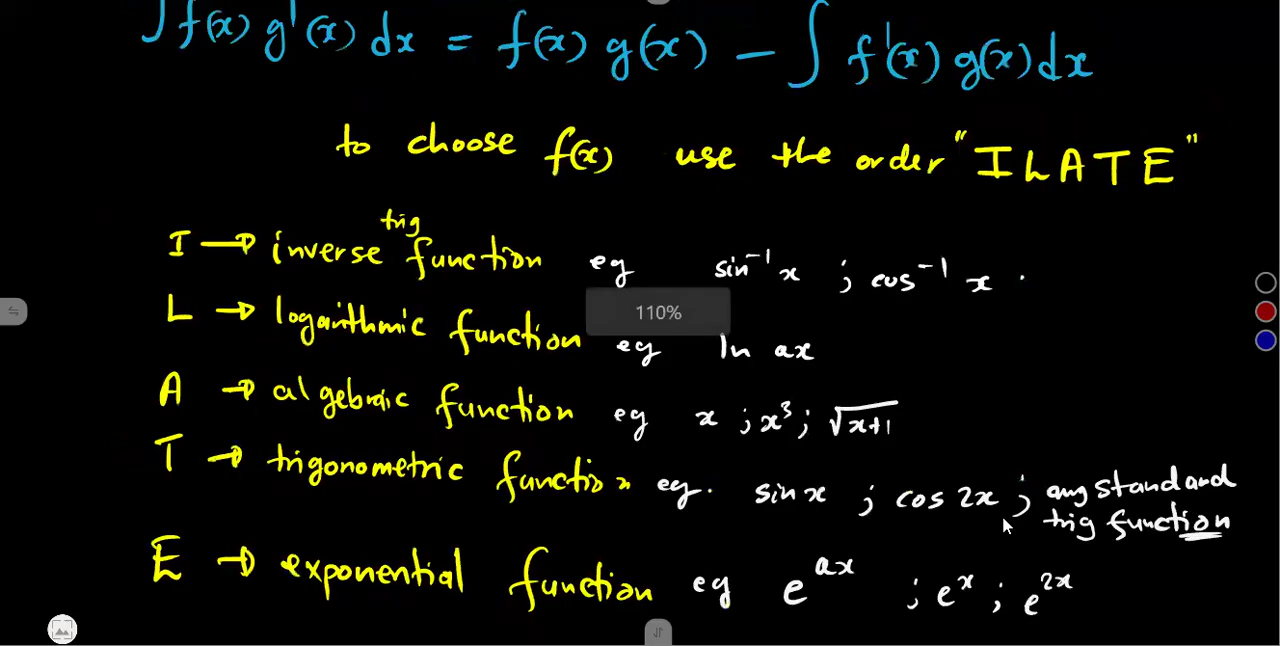 ∫ f(x) g'(x) dx = f(x) g(x) − ∫ f'(x) g(x) dx
to choose f(x) use the order "ILATE"
I → inverse trig function eg sin⁻¹ x ; cos⁻¹ x .
110%
L → logarithmic function eg ln ax
A → algebraic function eg x ; x³ ; √x+1
T → trigonometric function eg. sin x ; cos 2x ; any standard
trig function
E → exponential function eg e^ax ; e^x ; e^2x